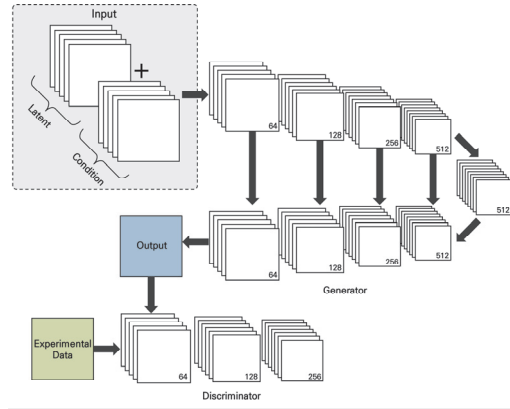 Input
+
Latent
Condition
64
128
256
512
512
64
128
256
512
Output
Generator
Experimental
Data
64
128
256
Discriminator